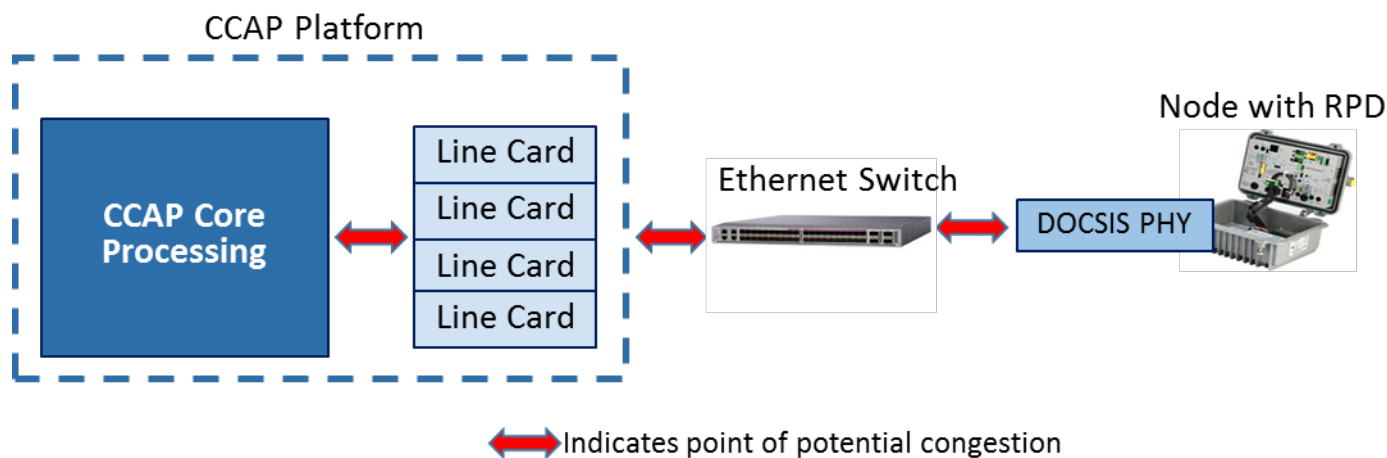 CCAP Platform
CCAP Core
Processing
Line Card
Line Card
Line Card
Line Card
Ethernet Switch
DOCSIS PHY
Node with RPD
Indicates point of potential congestion